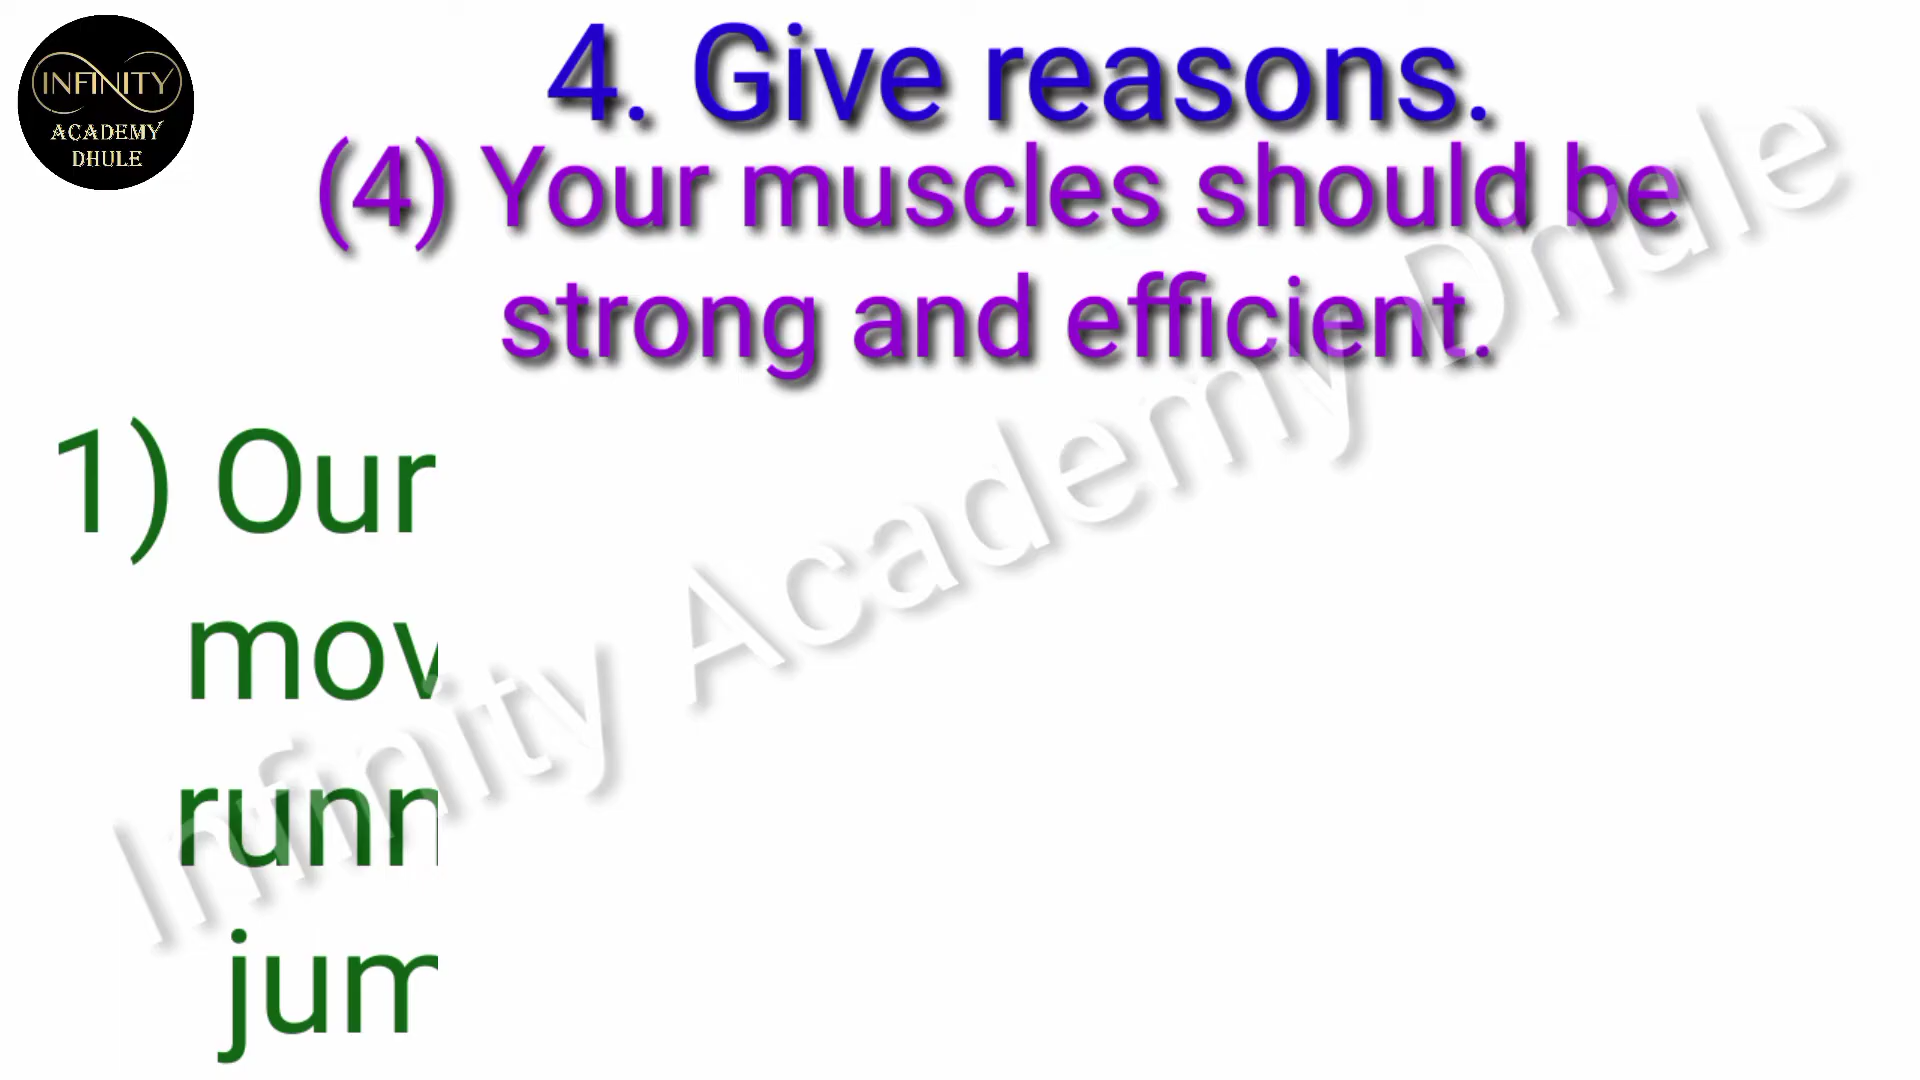 INFINITY
ACADEMY
DHULE
4. Give reasons.
(4) Your muscles should be
strong and efficient.
1) Our
mov
runn
jum
Infinity Academy Dhule